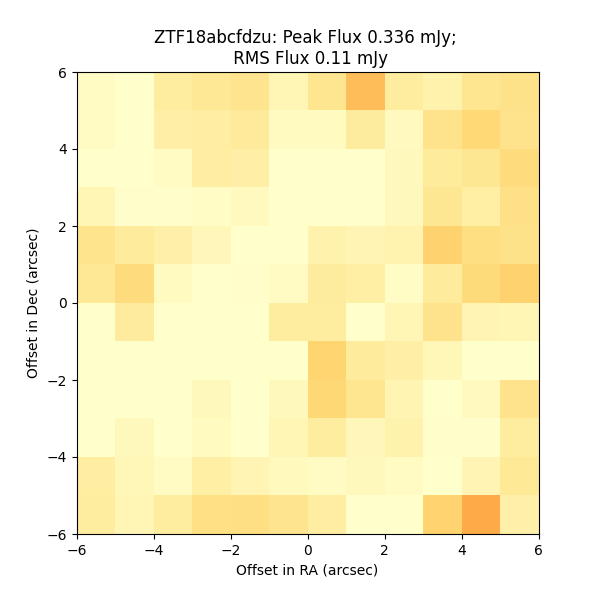 ZTF18abcfdzu: Peak Flux 0.336 mJy;
RMS Flux 0.11 mJy
6
4
2
0
−2
−4
−6
Offset in Dec (arcsec)
−6 −4 −2 0 2 4 6
Offset in RA (arcsec)